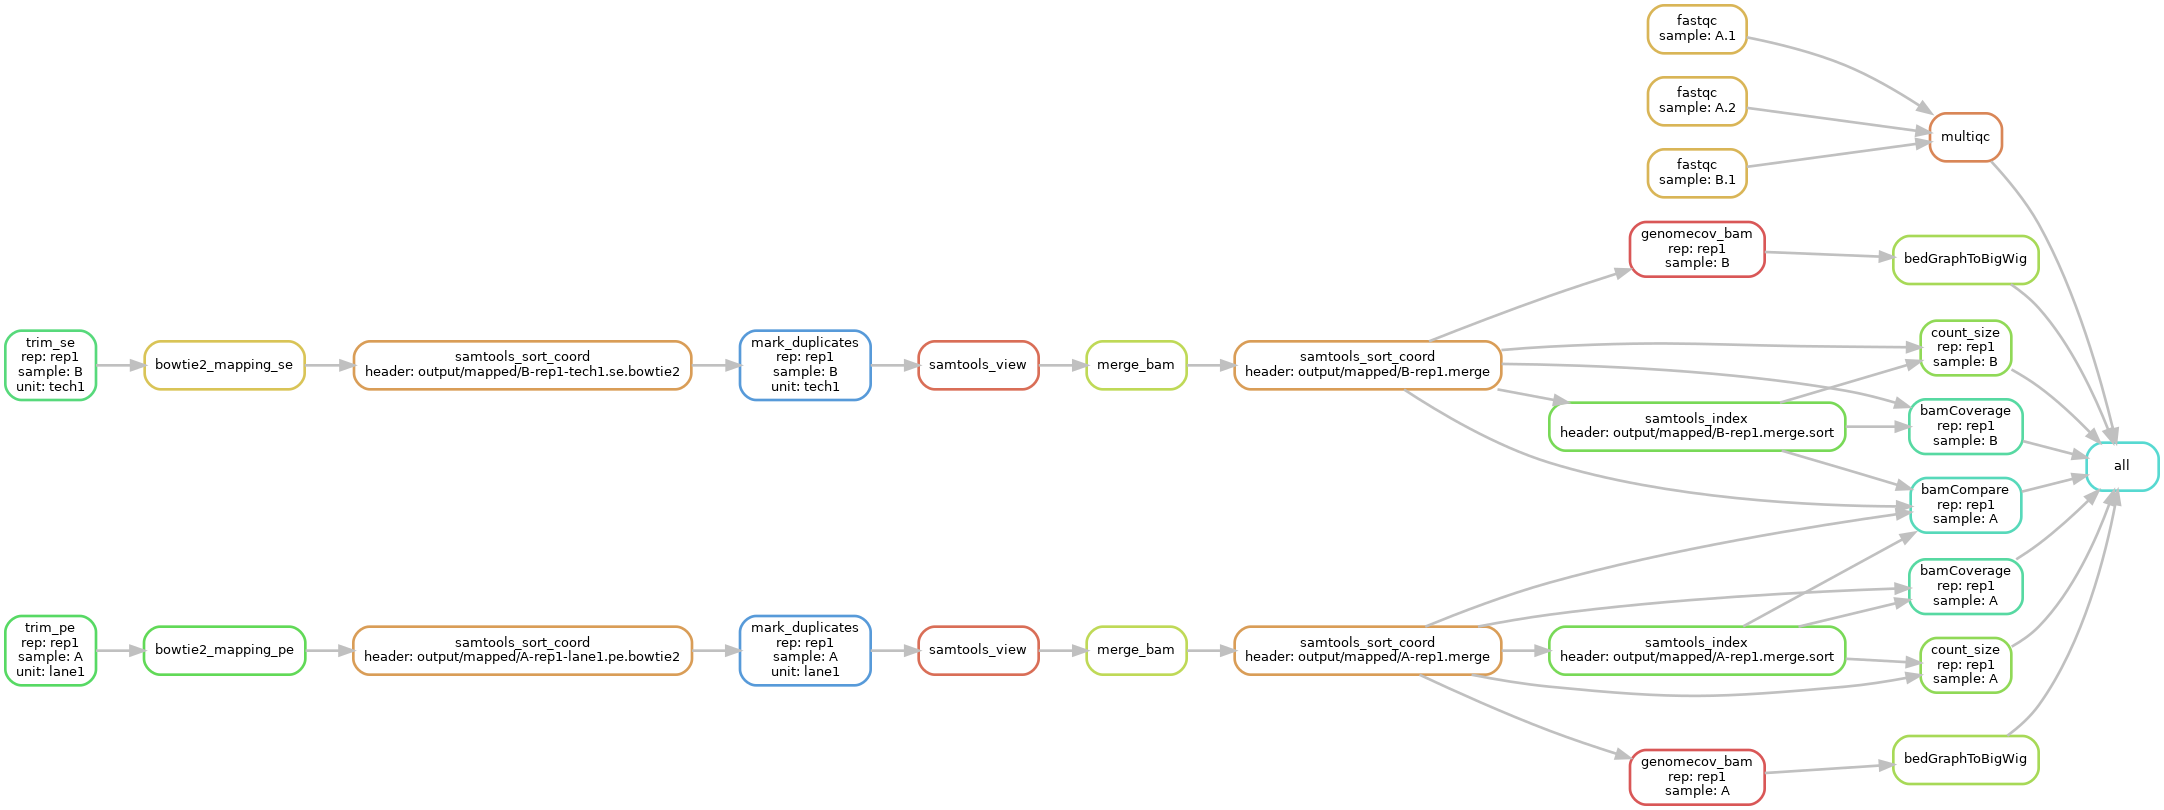 fastqc
sample: A.1
fastqc
sample: A.2
multiqc
fastqc
sample: B.1
genomecov_bam
rep: rep1
sample: B
bedGraphToBigWig
trim_se
rep: rep1
sample: B
unit: tech1
bowtie2_mapping_se
samtools_sort_coord
header: output/mapped/B-rep1-tech1.se.bowtie2
mark_duplicates
rep: rep1
sample: B
unit: tech1
samtools_view
merge_bam
samtools_sort_coord
header: output/mapped/B-rep1.merge
count_size
rep: rep1
sample: B
samtools_index
header: output/mapped/B-rep1.merge.sort
bamCoverage
rep: rep1
sample: B
all
bamCompare
rep: rep1
sample: A
bamCoverage
rep: rep1
sample: A
trim_pe
rep: rep1
sample: A
unit: lane1
bowtie2_mapping_pe
samtools_sort_coord
header: output/mapped/A-rep1-lane1.pe.bowtie2
mark_duplicates
rep: rep1
sample: A
unit: lane1
samtools_view
merge_bam
samtools_sort_coord
header: output/mapped/A-rep1.merge
samtools_index
header: output/mapped/A-rep1.merge.sort
count_size
rep: rep1
sample: A
genomecov_bam
rep: rep1
sample: A
bedGraphToBigWig